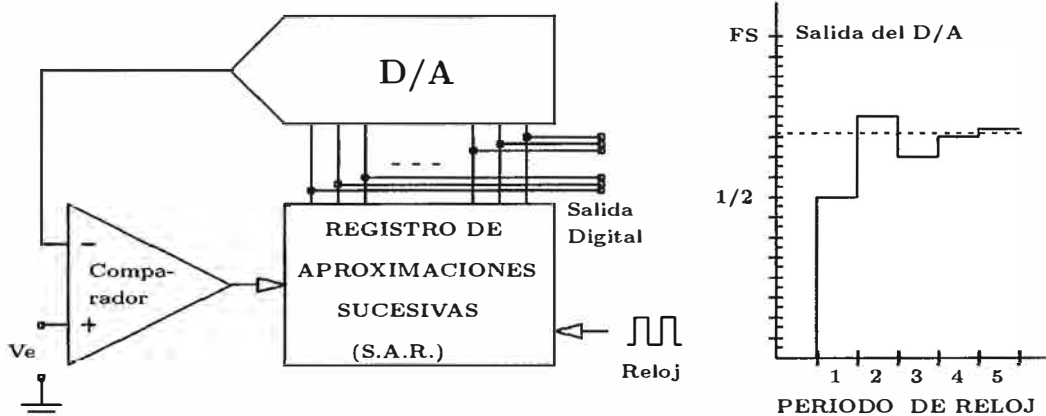 D/A
- - -
Salida
Digital
REGISTRO DE
APROXIMACIONES
SUCESIVAS
(S.A.R.)
Compa-
rador
−
+
Ve
Reloj
FS
Salida del D/A
1/2
1 2 3 4 5
PERIODO DE RELOJ